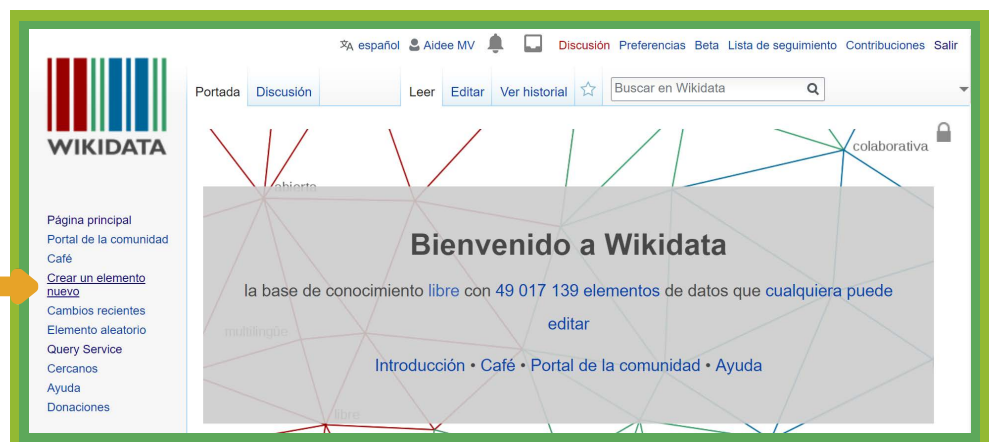 español Aidee MV Discusión Preferencias Beta Lista de seguimiento Contribuciones Salir
Portada Discusión Leer Editar Ver historial Buscar en Wikidata
WIKIDATA
Página principal
Portal de la comunidad
Café
Crear un elemento
nuevo
Cambios recientes
Elemento aleatorio
Query Service
Cercanos
Ayuda
Donaciones
colaborativa
abierta
Bienvenido a Wikidata
la base de conocimiento libre con 49 017 139 elementos de datos que cualquiera puede
editar
multilingüe
Introducción • Café • Portal de la comunidad • Ayuda
libre